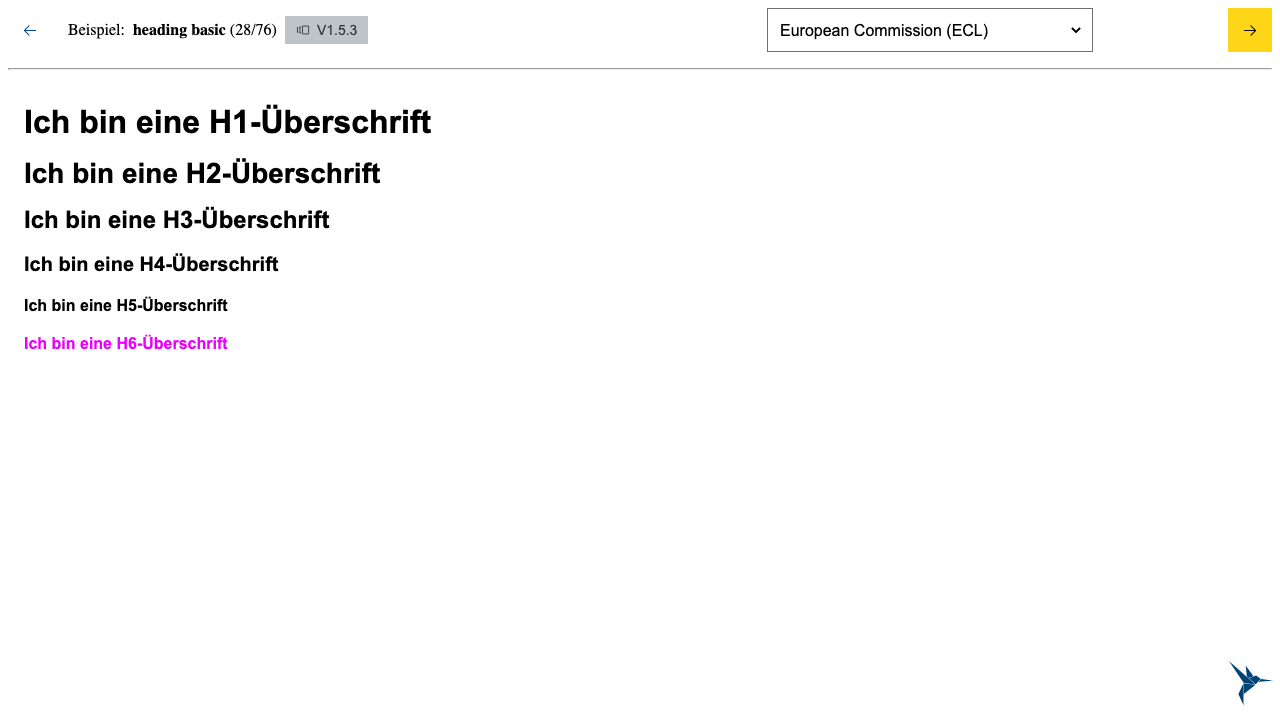 Beispiel: heading basic (28/76) V1.5.3 European Commission (ECL)
Ich bin eine H1-Überschrift
Ich bin eine H2-Überschrift
Ich bin eine H3-Überschrift
Ich bin eine H4-Überschrift
Ich bin eine H5-Überschrift
Ich bin eine H6-Überschrift